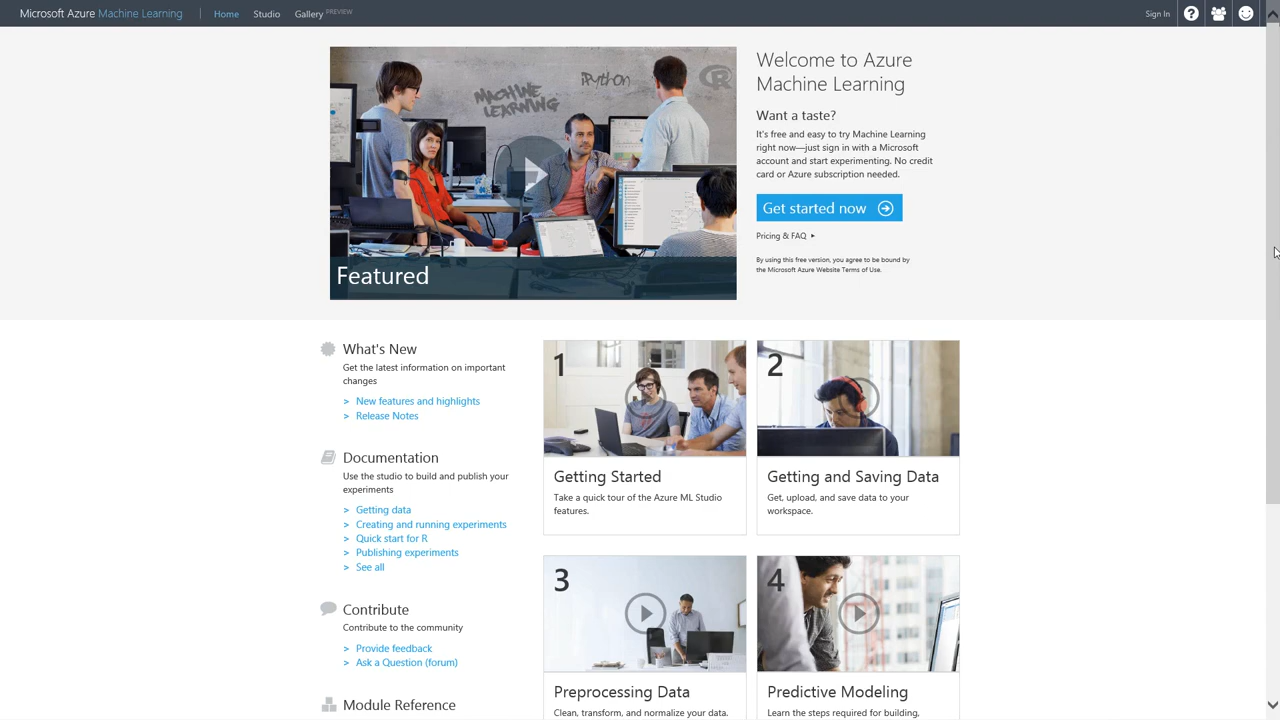 Microsoft Azure Machine Learning
Home
Studio
Gallery PREVIEW
Sign In
MACHINE LEARNING
iPython
R
Featured
Welcome to Azure
Machine Learning
Want a taste?
It's free and easy to try Machine Learning
right now—just sign in with a Microsoft
account and start experimenting. No credit
card or Azure subscription needed.
Get started now
Pricing & FAQ
By using this free version, you agree to be bound by
the Microsoft Azure Website Terms of Use.
What's New
Get the latest information on important
changes
> New features and highlights
> Release Notes
Documentation
Use the studio to build and publish your
experiments
> Getting data
> Creating and running experiments
> Quick start for R
> Publishing experiments
> See all
Contribute
Contribute to the community
> Provide feedback
> Ask a Question (forum)
Module Reference
1
Getting Started
Take a quick tour of the Azure ML Studio
features.
2
Getting and Saving Data
Get, upload, and save data to your
workspace.
3
Preprocessing Data
Clean, transform, and normalize your data.
4
Predictive Modeling
Learn the steps required for building,